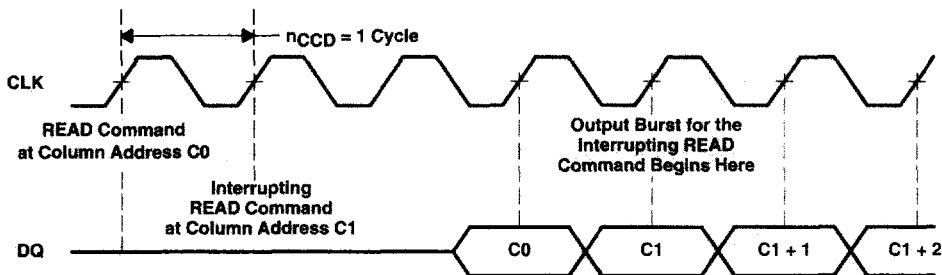 nCCD = 1 Cycle
CLK
READ Command
at Column Address C0
Output Burst for the
Interrupting READ
Command Begins Here
Interrupting
READ Command
at Column Address C1
DQ
C0
C1
C1 + 1
C1 + 2